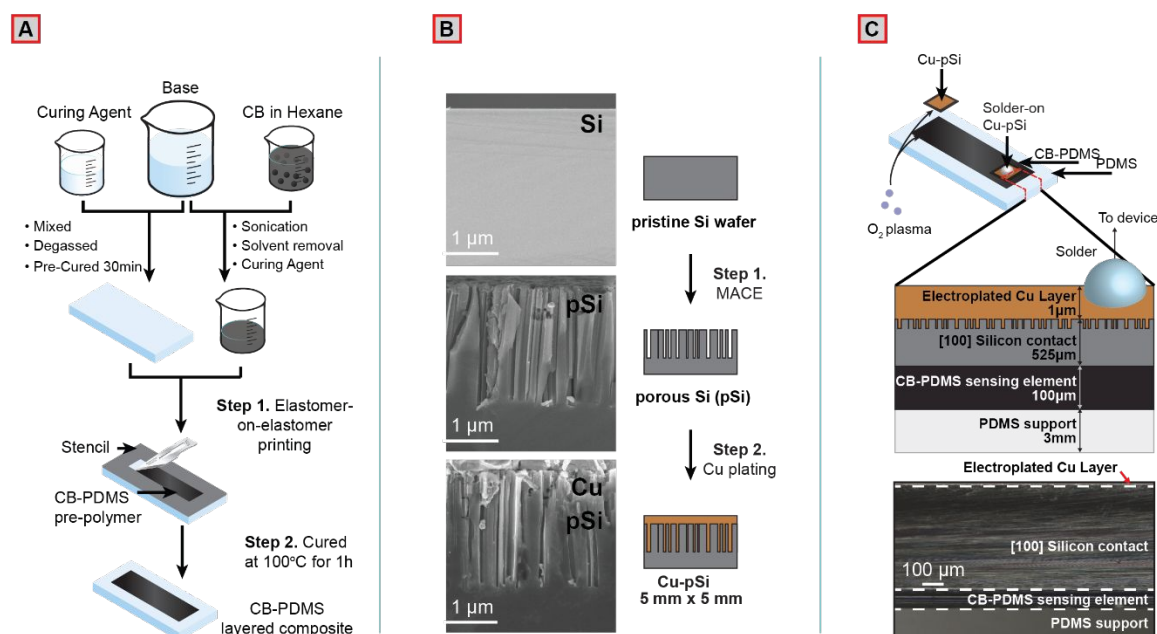 A
Base
Curing Agent
CB in Hexane
• Mixed
• Degassed
• Pre-Cured 30min
• Sonication
• Solvent removal
• Curing Agent
Step 1. Elastomer-
on-elastomer
printing
Stencil
CB-PDMS
pre-polymer
Step 2. Cured
at 100°C for 1h
CB-PDMS
layered composite
B
Si
1 μm
pSi
1 μm
Cu
pSi
1 μm
pristine Si wafer
Step 1.
MACE
porous Si (pSi)
Step 2.
Cu plating
Cu-pSi
5 mm x 5 mm
C
Cu-pSi
Solder-on
Cu-pSi
CB-PDMS
PDMS
O2 plasma
To device
Solder
Electroplated Cu Layer
1μm
[100] Silicon contact
525μm
CB-PDMS sensing element
100μm
PDMS support
3mm
Electroplated Cu Layer
[100] Silicon contact
100 μm
CB-PDMS sensing element
PDMS support